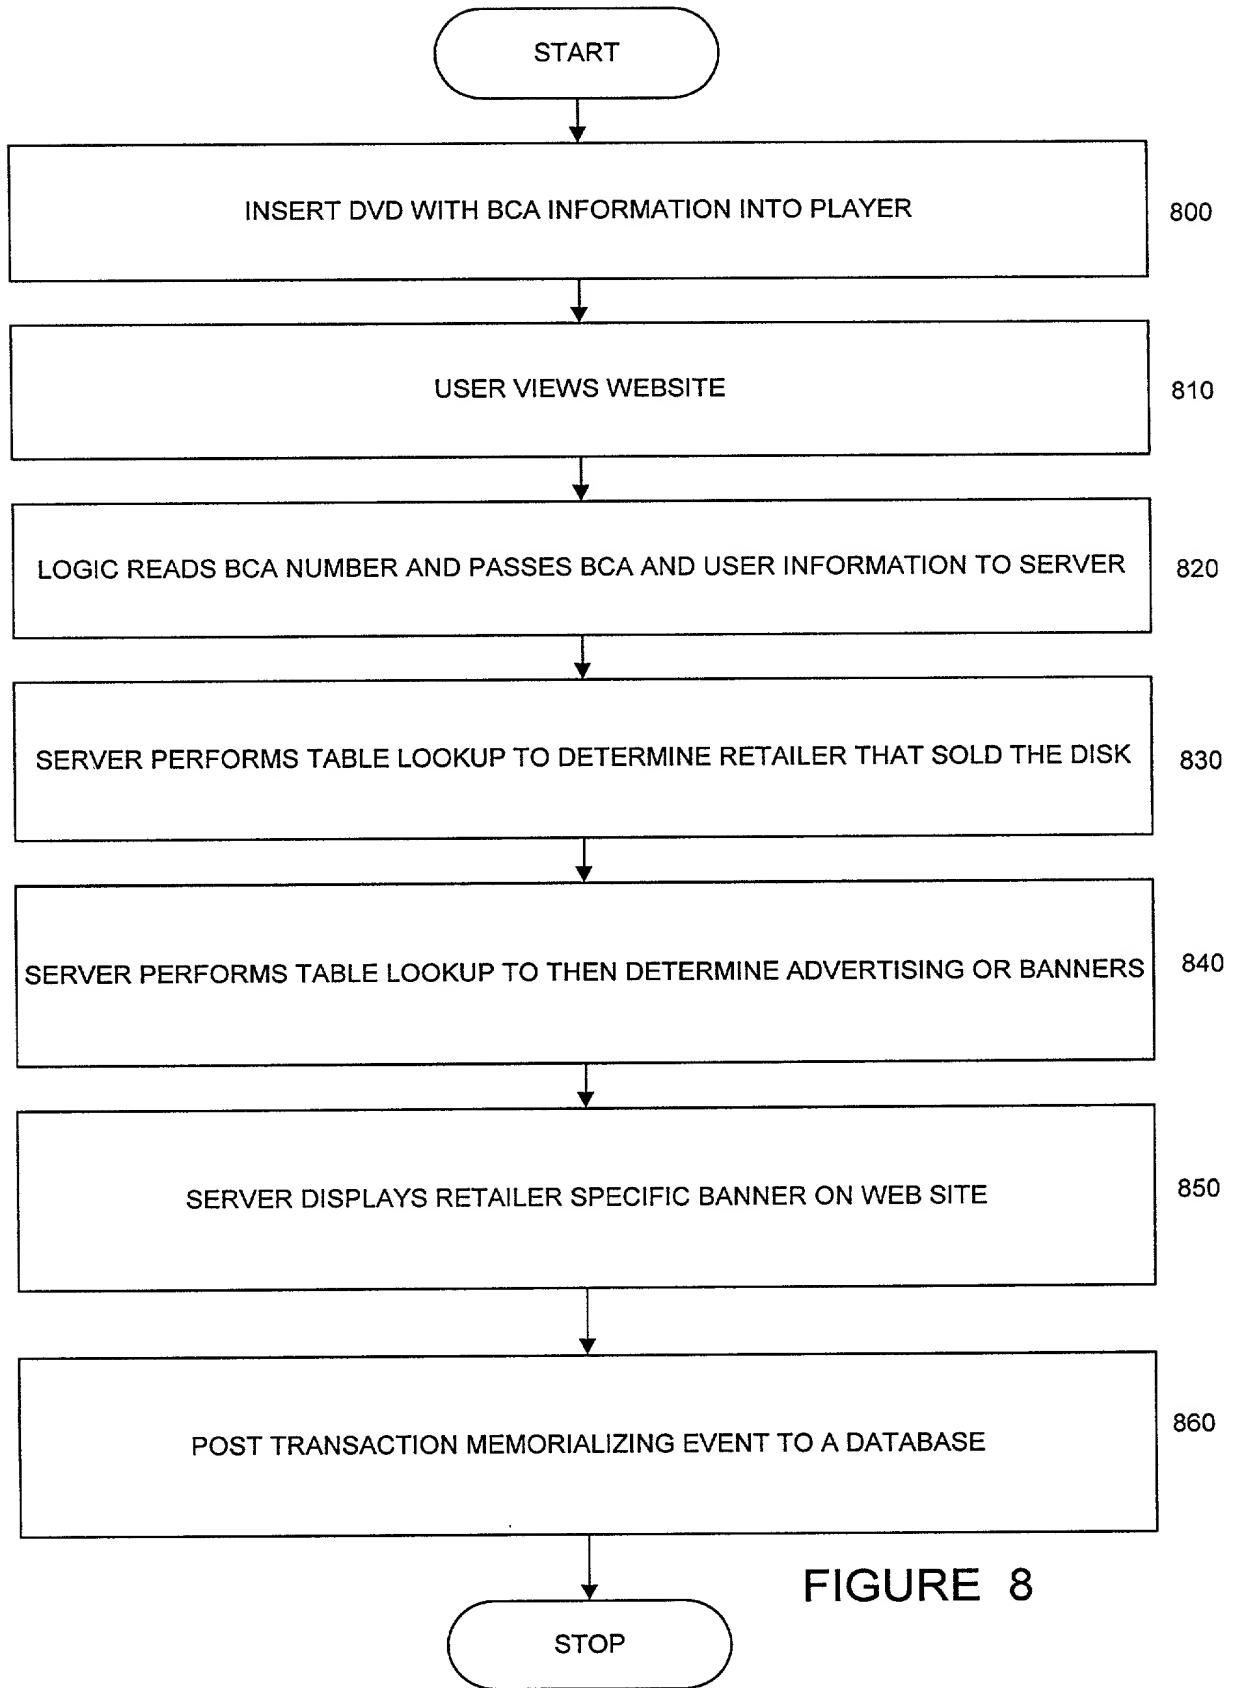 START
INSERT DVD WITH BCA INFORMATION INTO PLAYER
800
USER VIEWS WEBSITE
810
LOGIC READS BCA NUMBER AND PASSES BCA AND USER INFORMATION TO SERVER
820
SERVER PERFORMS TABLE LOOKUP TO DETERMINE RETAILER THAT SOLD THE DISK
830
SERVER PERFORMS TABLE LOOKUP TO THEN DETERMINE ADVERTISING OR BANNERS
840
SERVER DISPLAYS RETAILER SPECIFIC BANNER ON WEB SITE
850
POST TRANSACTION MEMORIALIZING EVENT TO A DATABASE
860
FIGURE 8
STOP